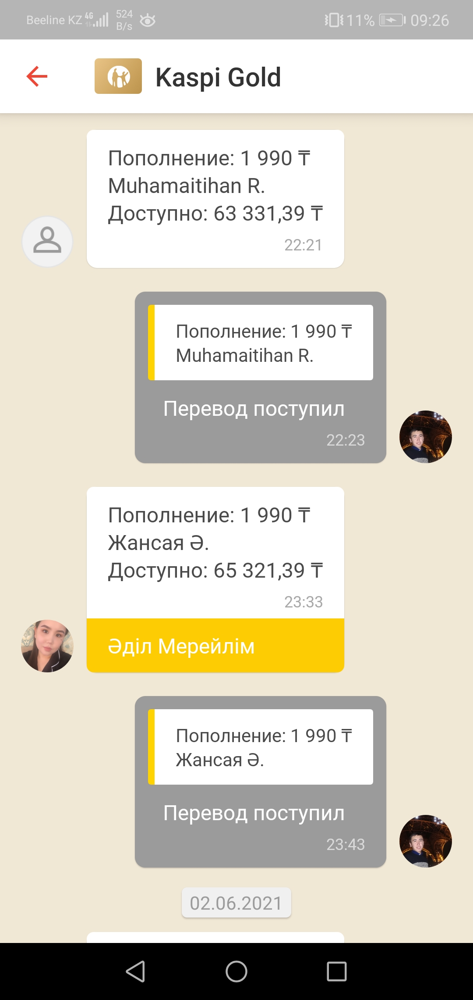 Beeline KZ 4G 524 B/s 11% 09:26
Kaspi Gold
Пополнение: 1 990 ₸
Muhamaitihan R.
Доступно: 63 331,39 ₸
22:21
Пополнение: 1 990 ₸
Muhamaitihan R.
Перевод поступил
22:23
Пополнение: 1 990 ₸
Жансая Ә.
Доступно: 65 321,39 ₸
23:33
Әділ Мерейлім
Пополнение: 1 990 ₸
Жансая Ә.
Перевод поступил
23:43
02.06.2021